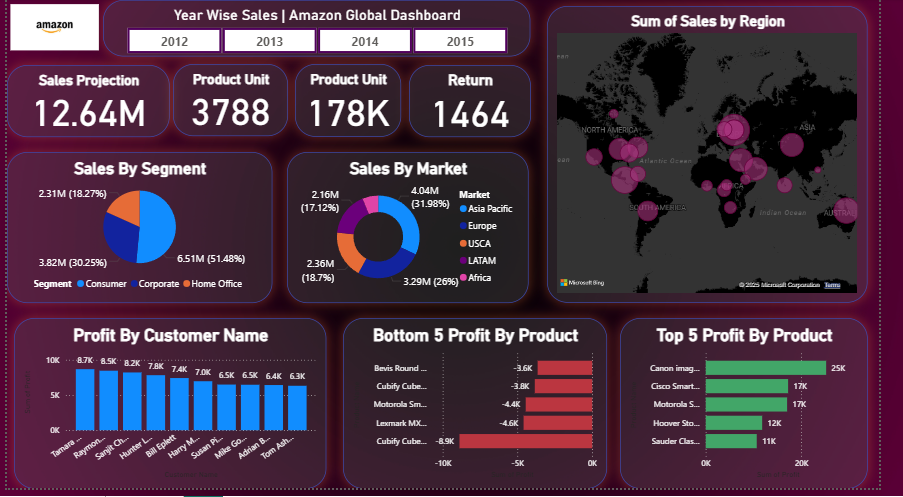 amazon
Year Wise Sales | Amazon Global Dashboard
2012
2013
2014
2015
Sales Projection
12.64M
Product Unit
3788
Product Unit
178K
Return
1464
Sum of Sales by Region
NORTH AMERICA
ASIA
Atlantic Ocean
SOUTH AMERICA
Indian Ocean
Microsoft Bing
© 2025 Microsoft Corporation Terms
Sales By Segment
2.31M (18.27%)
3.82M (30.25%)
6.51M (51.48%)
Segment Consumer Corporate Home Office
Sales By Market
2.16M
(17.12%)
4.04M
(31.98%)
2.36M
(18.7%)
3.29M (26%)
Market
Asia Pacific
Europe
USCA
LATAM
Africa
Profit By Customer Name
10K
5K
0K
8.7K 8.5K 8.2K 7.8K 7.4K 7.0K 6.5K 6.5K 6.4K 6.3K
Tamara ...
Raymon...
Sanjit Ch...
Hunter L...
Bill Eplett
Harry M...
Susan Pi...
Mike Go...
Adrian B...
Tom Ash...
Bottom 5 Profit By Product
Bevis Round ... -3.6K
Cubify Cube... -3.8K
Motorola Sm... -4.4K
Lexmark MX... -4.6K
Cubify Cube... -8.9K
-10K -5K 0K
Top 5 Profit By Product
Canon imag... 25K
Cisco Smart... 17K
Motorola S... 17K
Hoover Sto... 12K
Sauder Clas... 11K
0K 20K